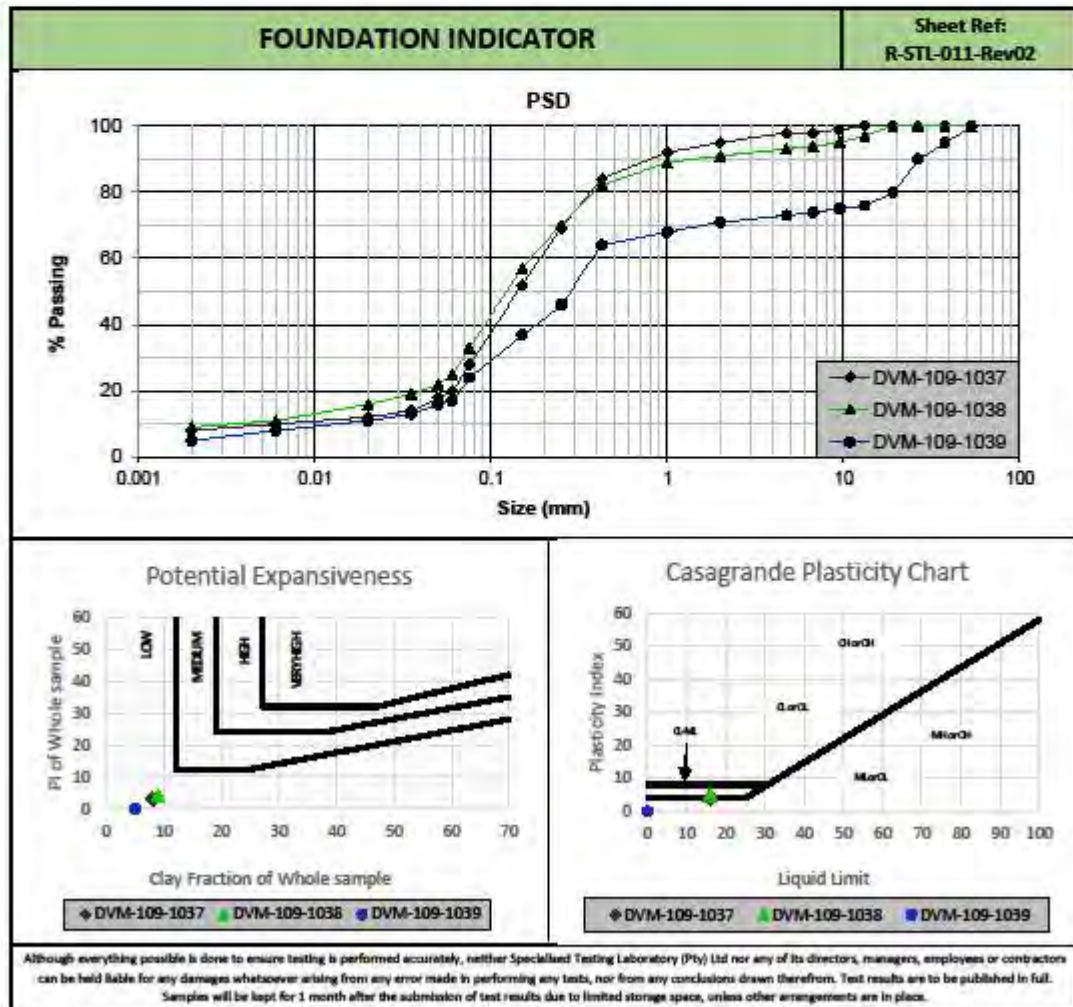 FOUNDATION INDICATOR
Sheet Ref:
R-STL-011-Rev02
PSD
100
80
60
40
20
0
% Passing
0.001
0.01
0.1
1
10
100
Size (mm)
DVM-109-1037
DVM-109-1038
DVM-109-1039
Potential Expansiveness
60
50
40
30
20
10
0
PI of Whole sample
LOW
MEDIUM
HIGH
VERY HIGH
0 10 20 30 40 50 60 70
Clay Fraction of Whole sample
DVM-109-1037 DVM-109-1038 DVM-109-1039
Casagrande Plasticity Chart
60
50
40
30
20
10
0
Plasticity Index
0 10 20 30 40 50 60 70 80 90 100
Liquid Limit
DVM-109-1037 DVM-109-1038 DVM-109-1039
Although everything possible is done to ensure testing is performed accurately, neither Specialised Testing Laboratory (Pty) Ltd nor any of its directors, managers, employees or contractors
can be held liable for any damages whatsoever arising from any error made in performing any tests, nor from any conclusions drawn therefrom. Test results are to be published in full.
Samples will be kept for 1 month after the submission of test results due to limited storage space, unless other arrangements are in place.